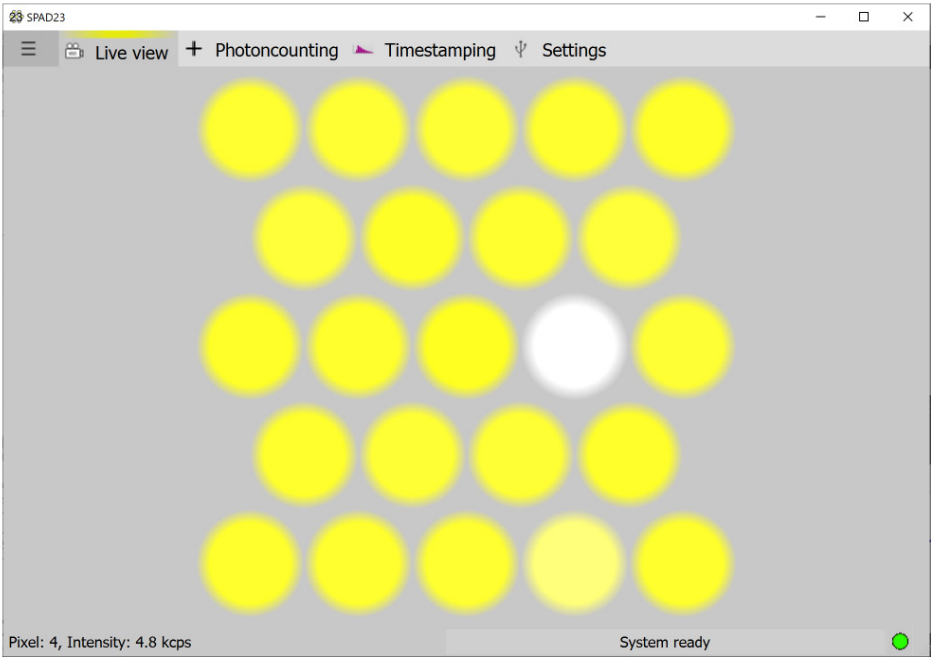 23 SPAD23
Live view Photoncounting Timestamping Settings
Pixel: 4, Intensity: 4.8 kcps System ready